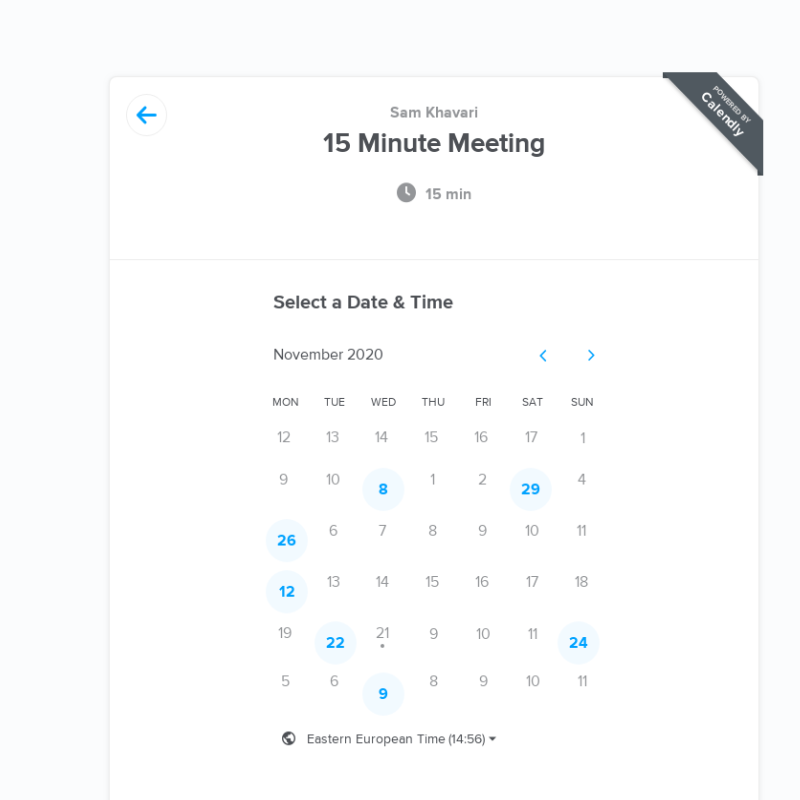 POWERED BY
Calendly
Sam Khavari
15 Minute Meeting
15 min
Select a Date & Time
November 2020
MON TUE WED THU FRI SAT SUN
12 13 14 15 16 17 1
9 10 8 1 2 29 4
26 6 7 8 9 10 11
12 13 14 15 16 17 18
19 22 21 9 10 11 24
5 6 9 8 9 10 11
Eastern European Time (14:56)